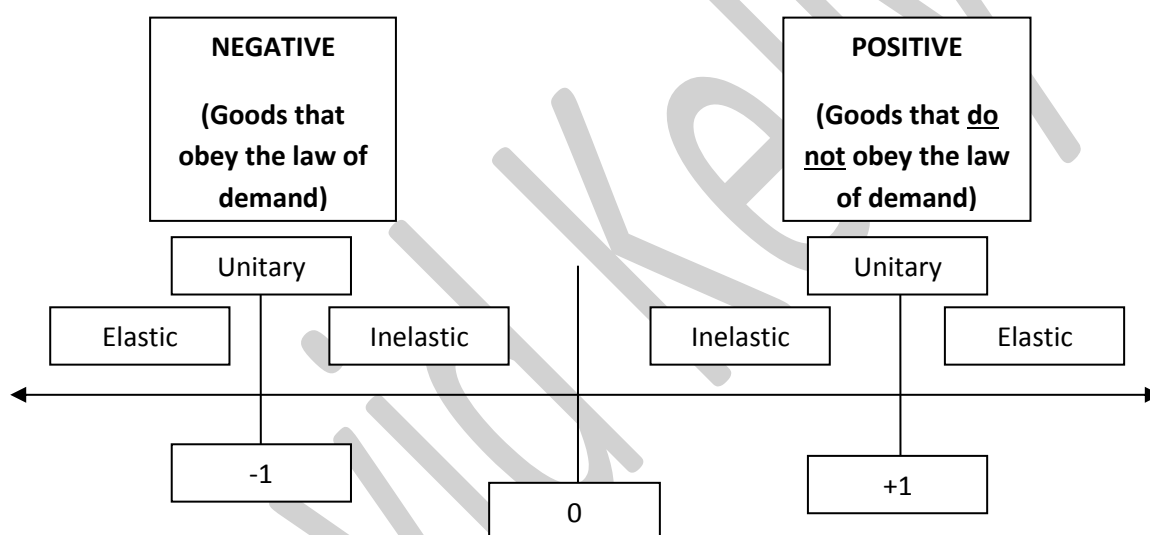 NEGATIVE
(Goods that
obey the law of
demand)
POSITIVE
(Goods that do
not obey the law
of demand)
Unitary
Unitary
Elastic
Inelastic
Inelastic
Elastic
-1
0
+1